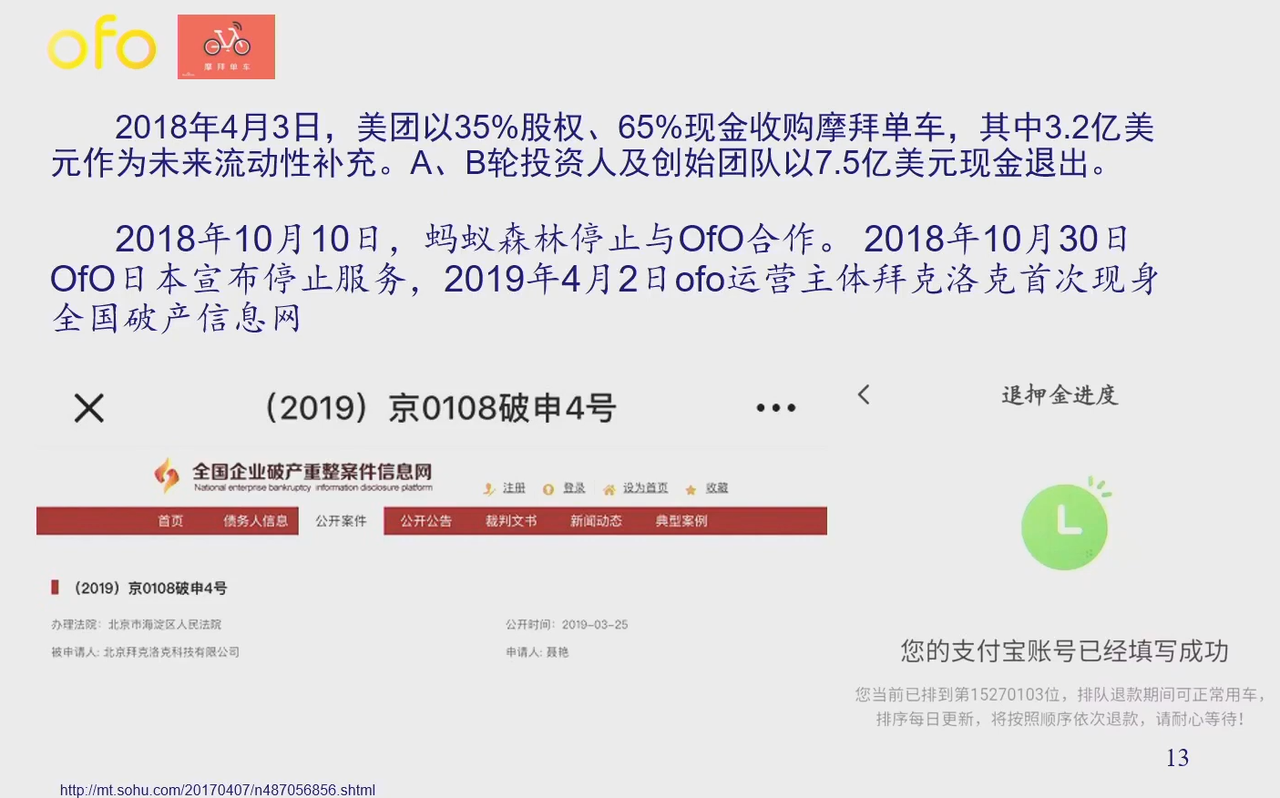 ofo
摩拜单车
2018年4月3日，美团以35%股权、65%现金收购摩拜单车，其中3.2亿美
元作为未来流动性补充。A、B轮投资人及创始团队以7.5亿美元现金退出。
2018年10月10日，蚂蚁森林停止与OfO合作。 2018年10月30日
OfO日本宣布停止服务，2019年4月2日ofo运营主体拜克洛克首次现身
全国破产信息网
（2019）京0108破申4号
全国企业破产重整案件信息网
National enterprise bankruptcy information disclosure platform
注册 登录 设为首页 收藏
首页 债务人信息 公开案件 公开公告 裁判文书 新闻动态 典型案例
（2019）京0108破申4号
办理法院：北京市海淀区人民法院 公开时间：2019-03-25
被申请人: 北京拜克洛克科技有限公司 申请人: 聂艳
退押金进度
您的支付宝账号已经填写成功
您当前已排到第15270103位，排队退款期间可正常用车，
排序每日更新，将按照顺序依次退款，请耐心等待！
13
http://mt.sohu.com/20170407/n487056856.shtml